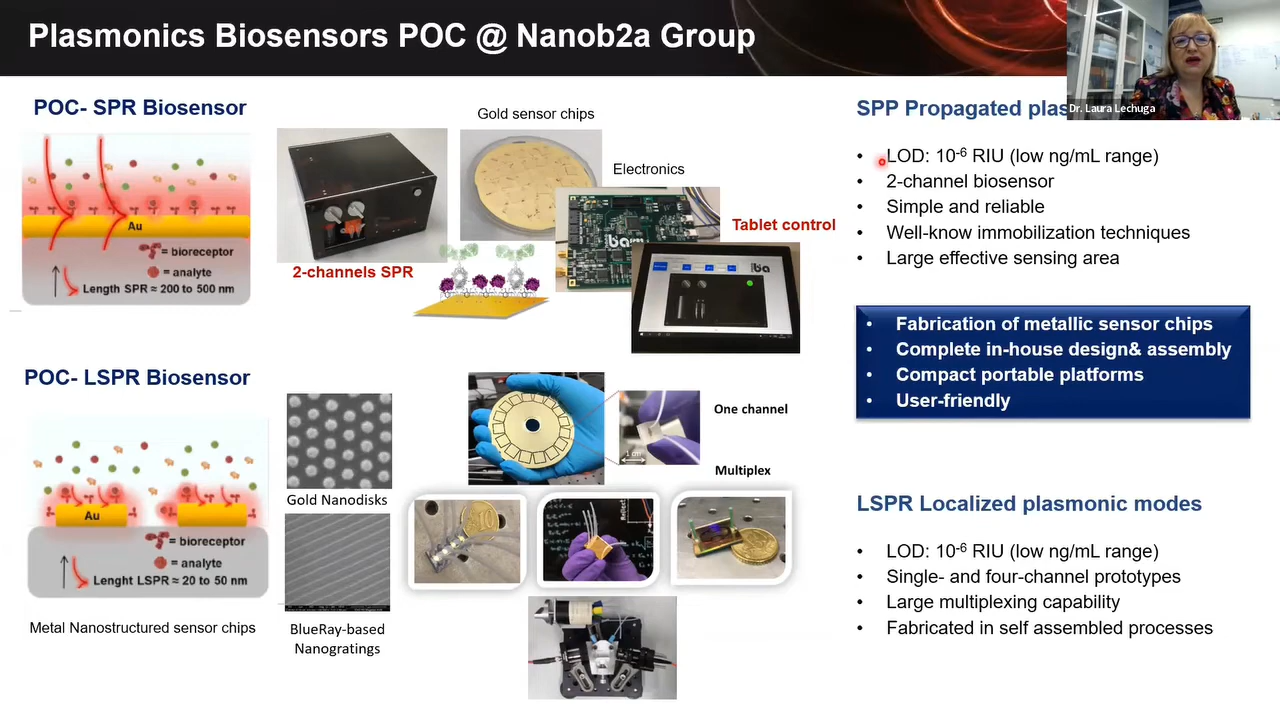 Plasmonics Biosensors POC @ Nanob2a Group
Dr. Laura Lechuga
POC- SPR Biosensor
Au
= bioreceptor
= analyte
Length SPR ≈ 200 to 500 nm
Gold sensor chips
Electronics
Tablet control
2-channels SPR
SPP Propagated plas
• LOD: 10-6 RIU (low ng/mL range)
• 2-channel biosensor
• Simple and reliable
• Well-know immobilization techniques
• Large effective sensing area
• Fabrication of metallic sensor chips
• Complete in-house design& assembly
• Compact portable platforms
• User-friendly
POC- LSPR Biosensor
Au
= bioreceptor
= analyte
Lenght LSPR ≈ 20 to 50 nm
Metal Nanostructured sensor chips
Gold Nanodisks
BlueRay-based
Nanogratings
One channel
1 cm
Multiplex
LSPR Localized plasmonic modes
• LOD: 10-6 RIU (low ng/mL range)
• Single- and four-channel prototypes
• Large multiplexing capability
• Fabricated in self assembled processes